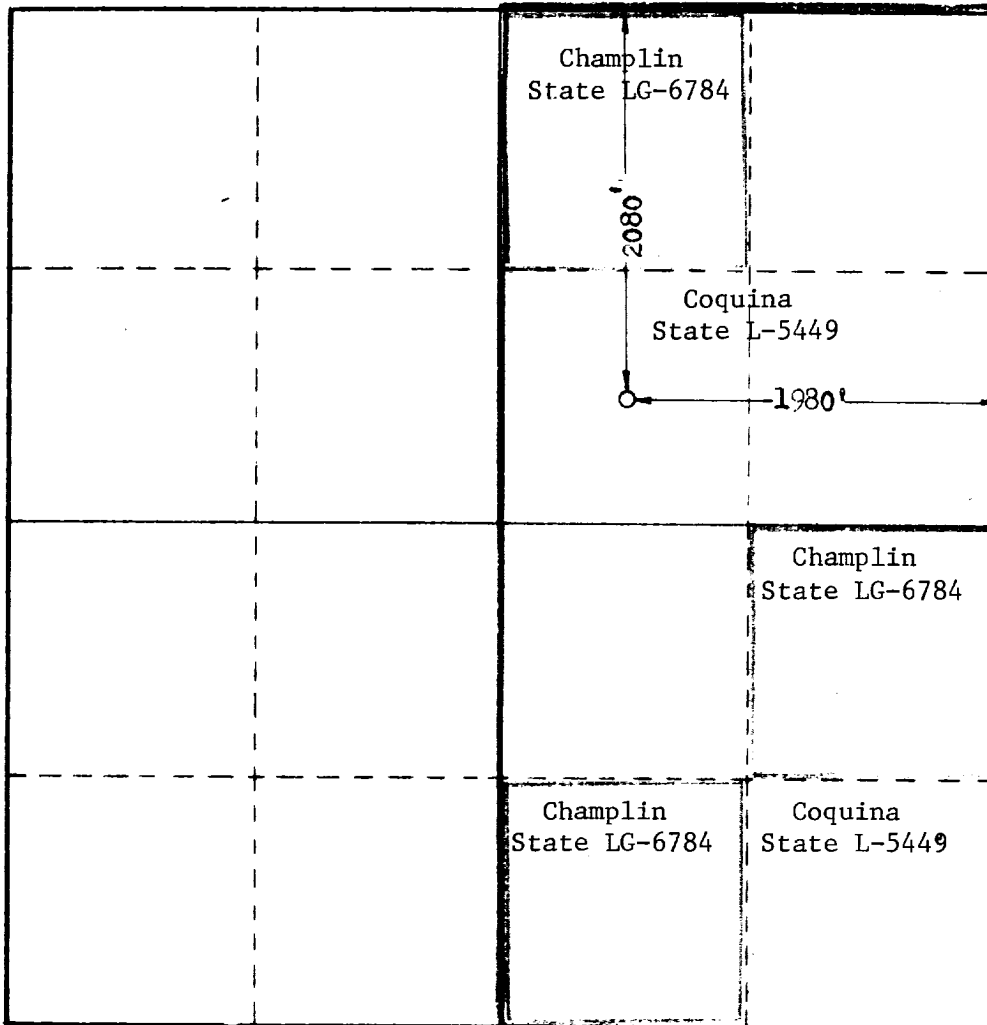 Champlin
State LG-6784
2080'
Coquina
State L-5449
1980'
Champlin
State LG-6784
Champlin
State LG-6784
Coquina
State L-5449